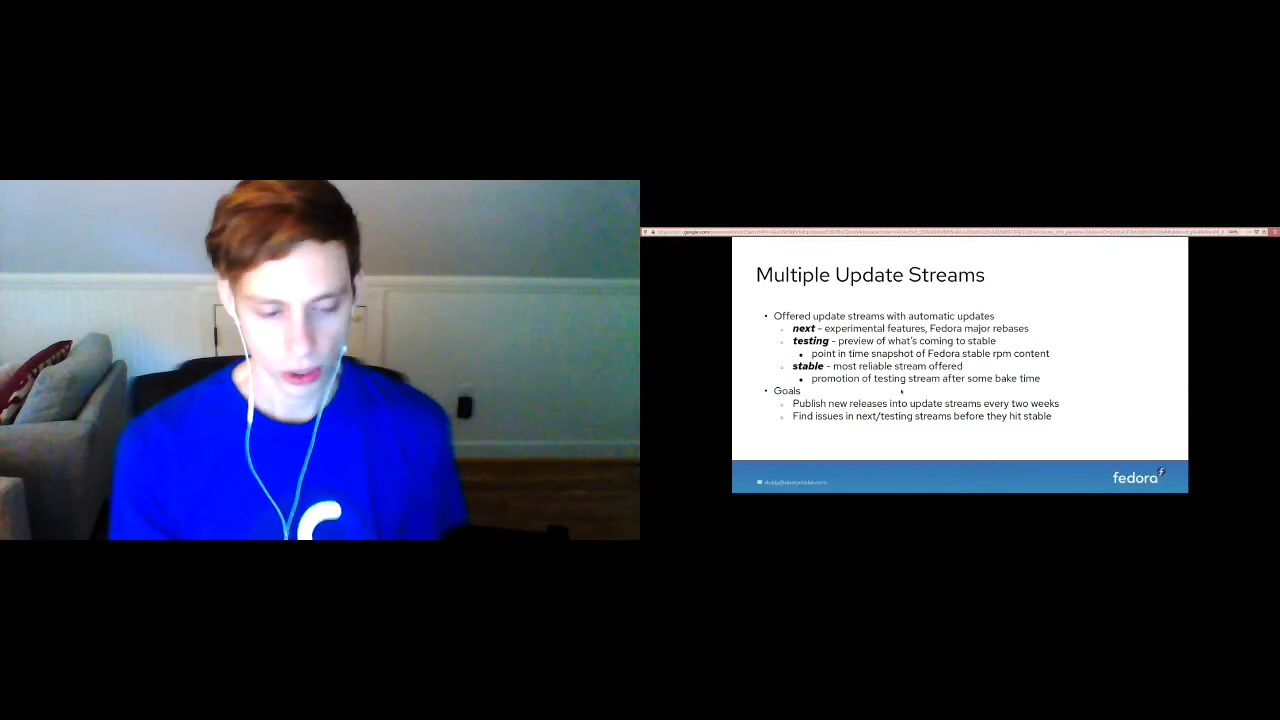 Multiple Update Streams
Offered update streams with automatic updates
next - experimental features, Fedora major rebases
testing - preview of what's coming to stable
point in time snapshot of Fedora stable rpm content
stable - most reliable stream offered
promotion of testing stream after some bake time
Goals
Publish new releases into update streams every two weeks
Find issues in next/testing streams before they hit stable
dusty@dustymabe.com
fedora